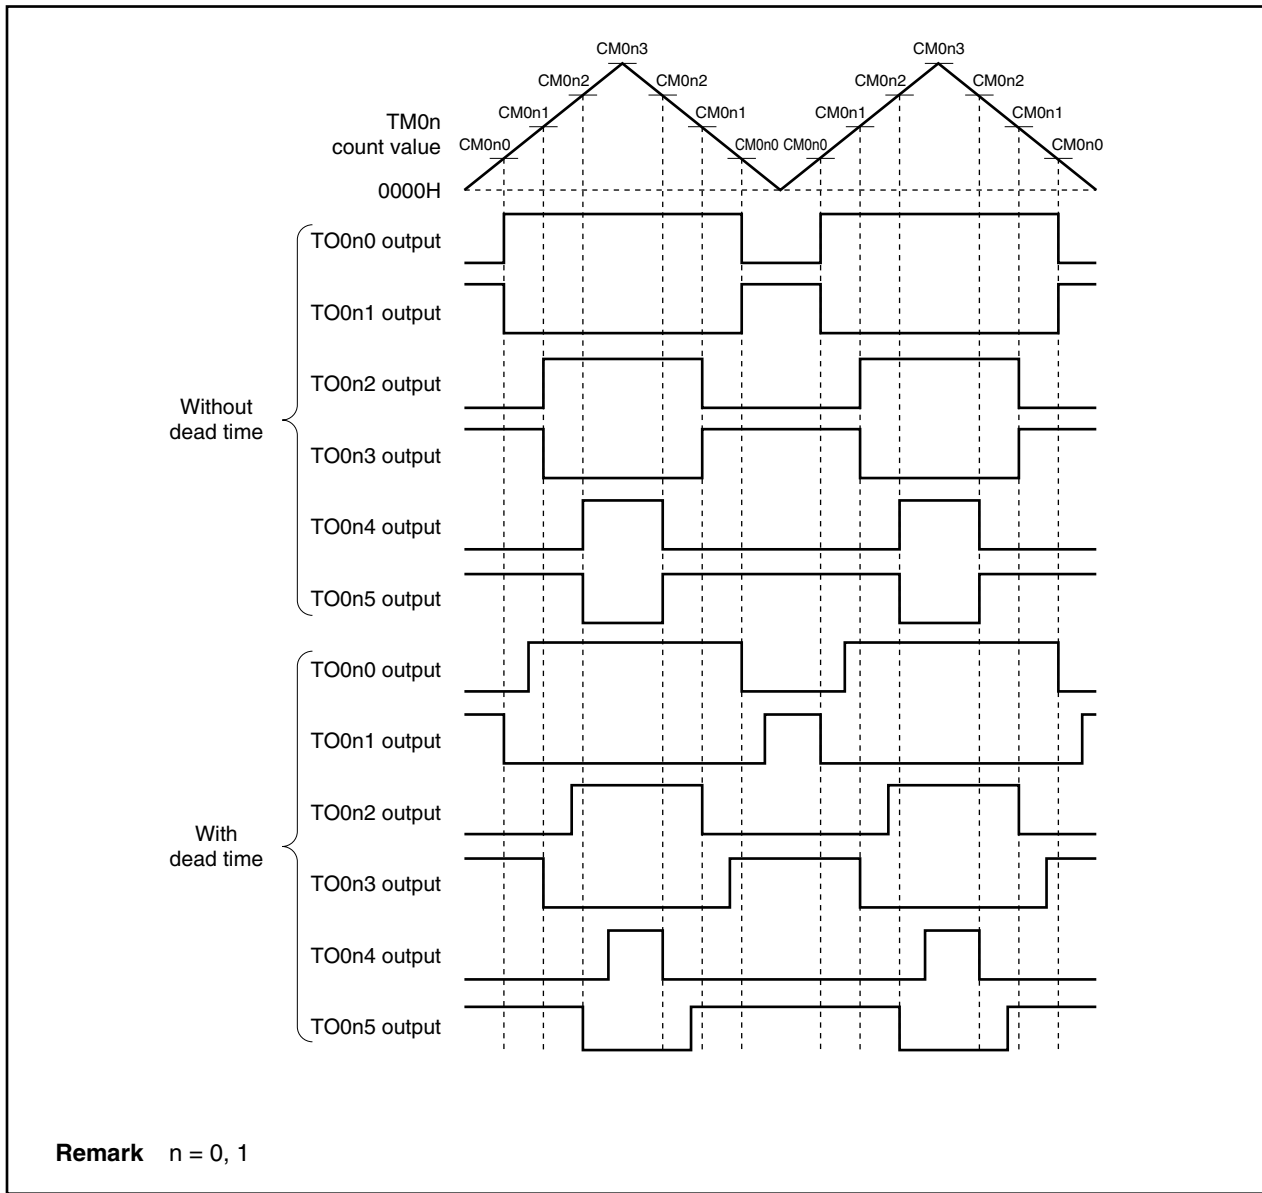 CM0n3 CM0n3
CM0n2 CM0n2 CM0n2 CM0n2
CM0n1 CM0n1 CM0n1 CM0n1
CM0n0 CM0n0 CM0n0 CM0n0
TM0n
count value
0000H
Without
dead time
TO0n0 output
TO0n1 output
TO0n2 output
TO0n3 output
TO0n4 output
TO0n5 output
With
dead time
TO0n0 output
TO0n1 output
TO0n2 output
TO0n3 output
TO0n4 output
TO0n5 output
Remark n = 0, 1